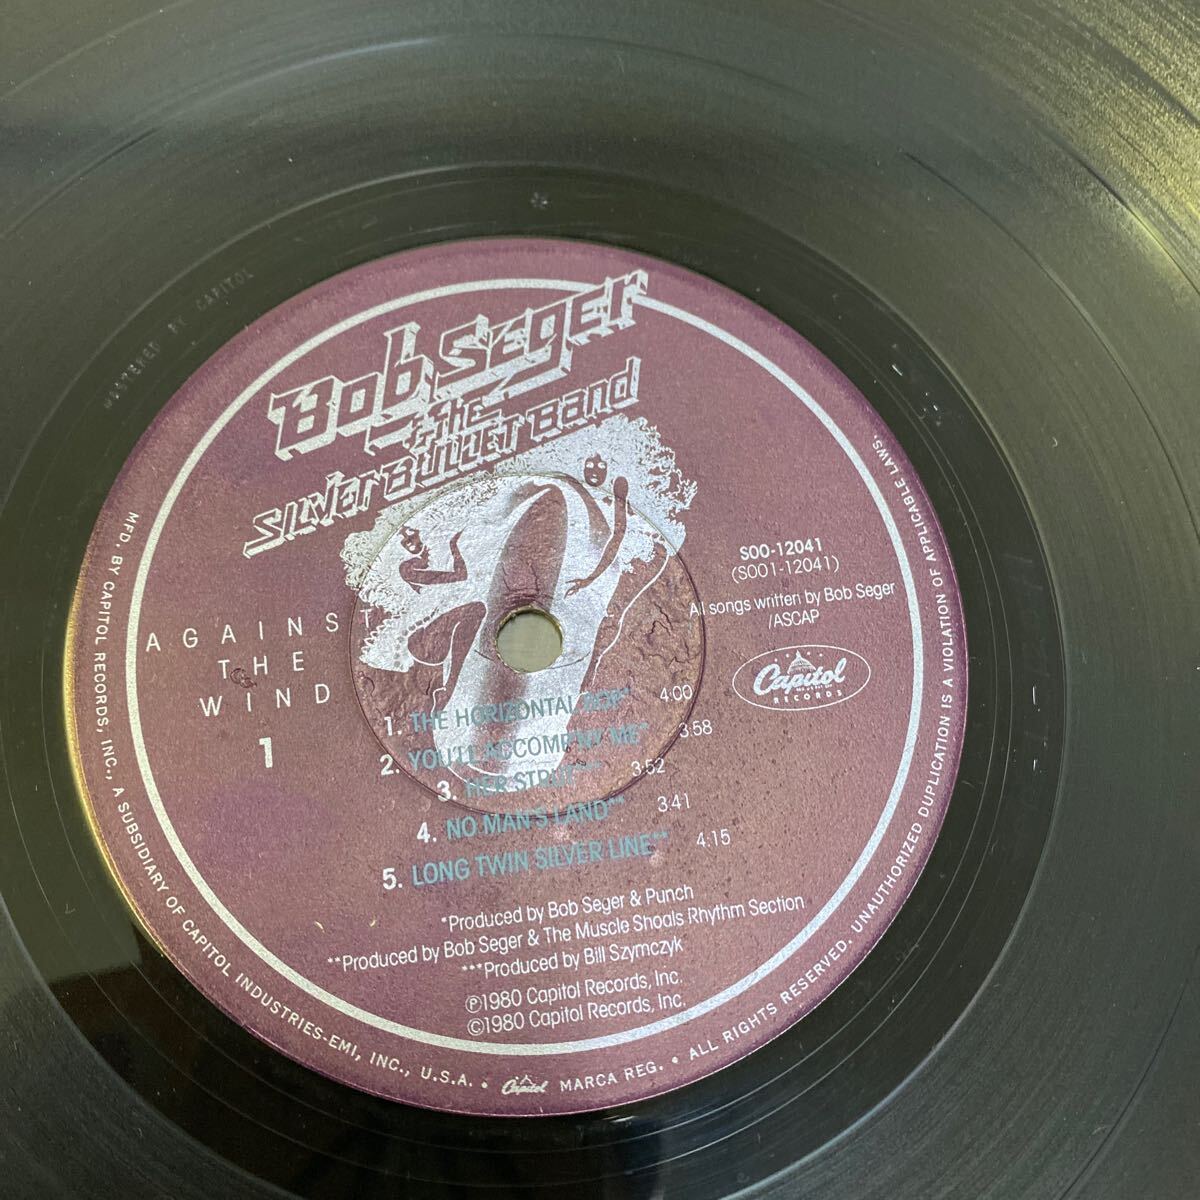 MASTERED BY CAPITOL
Bob Seger
& The
Silver Bullet Band
AGAINST
THE
WIND
1
SOO-12041
(SOO1-12041)
All songs written by Bob Seger
/ASCAP
Capitol
RECORDS
1. THE HORIZONTAL BOP* 4:00
2. YOU'LL ACCOMP'NY ME* 3:58
3. HER STRUT*** 3:52
4. NO MAN'S LAND** 3:41
5. LONG TWIN SILVER LINE** 4:15
*Produced by Bob Seger & Punch
**Produced by Bob Seger & The Muscle Shoals Rhythm Section
***Produced by Bill Szymczyk
℗1980 Capitol Records, Inc.
©1980 Capitol Records, Inc.
MFD. BY CAPITOL RECORDS, INC., A SUBSIDIARY OF CAPITOL INDUSTRIES-EMI, INC., U.S.A. • Capitol MARCA REG. • ALL RIGHTS RESERVED. UNAUTHORIZED DUPLICATION IS A VIOLATION OF APPLICABLE LAWS.